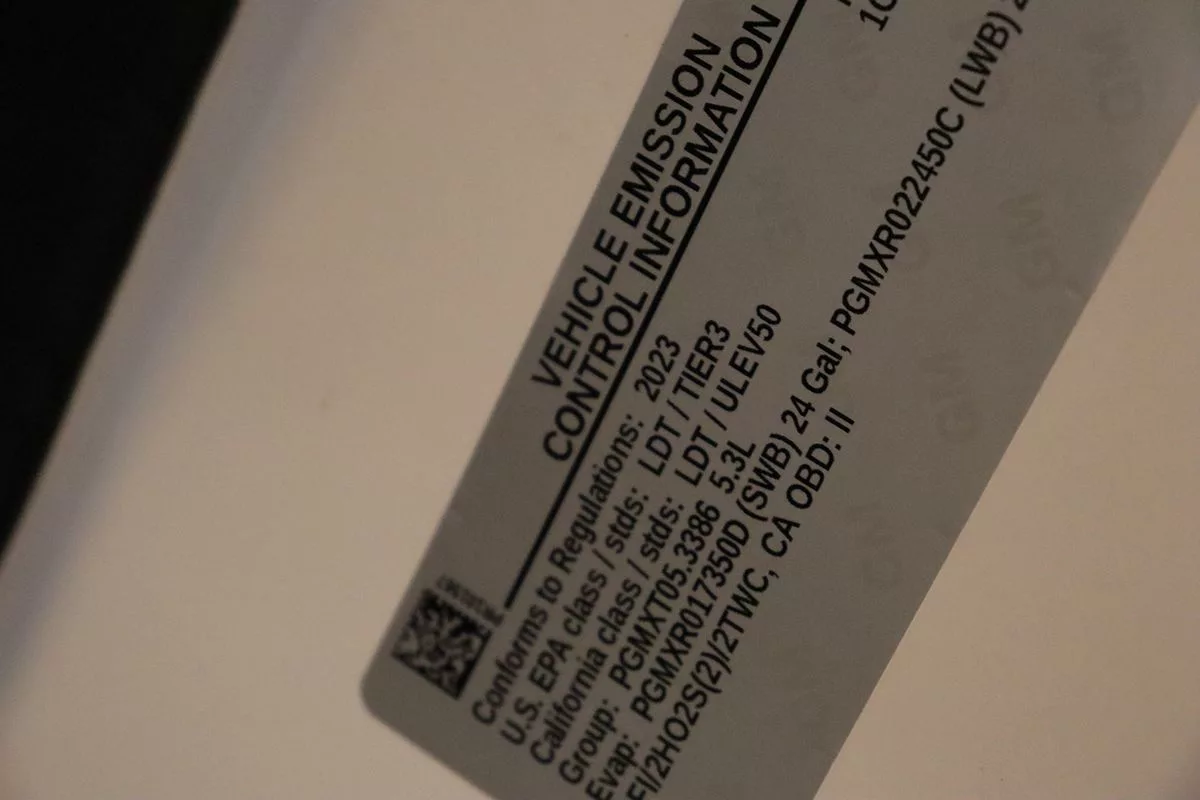 VEHICLE EMISSION
CONTROL INFORMATION
Conforms to Regulations: 2023
U.S. EPA class / stds: LDT / TIER3
California class / stds: LDT / ULEV50
Group: PGMXT05.3386 5.3L
Evap: PGMXR017350D (SWB) 24 Gal; PGMXR022450C (LWB)
FI/2HO2S(2)/2TWC, CA OBD: II